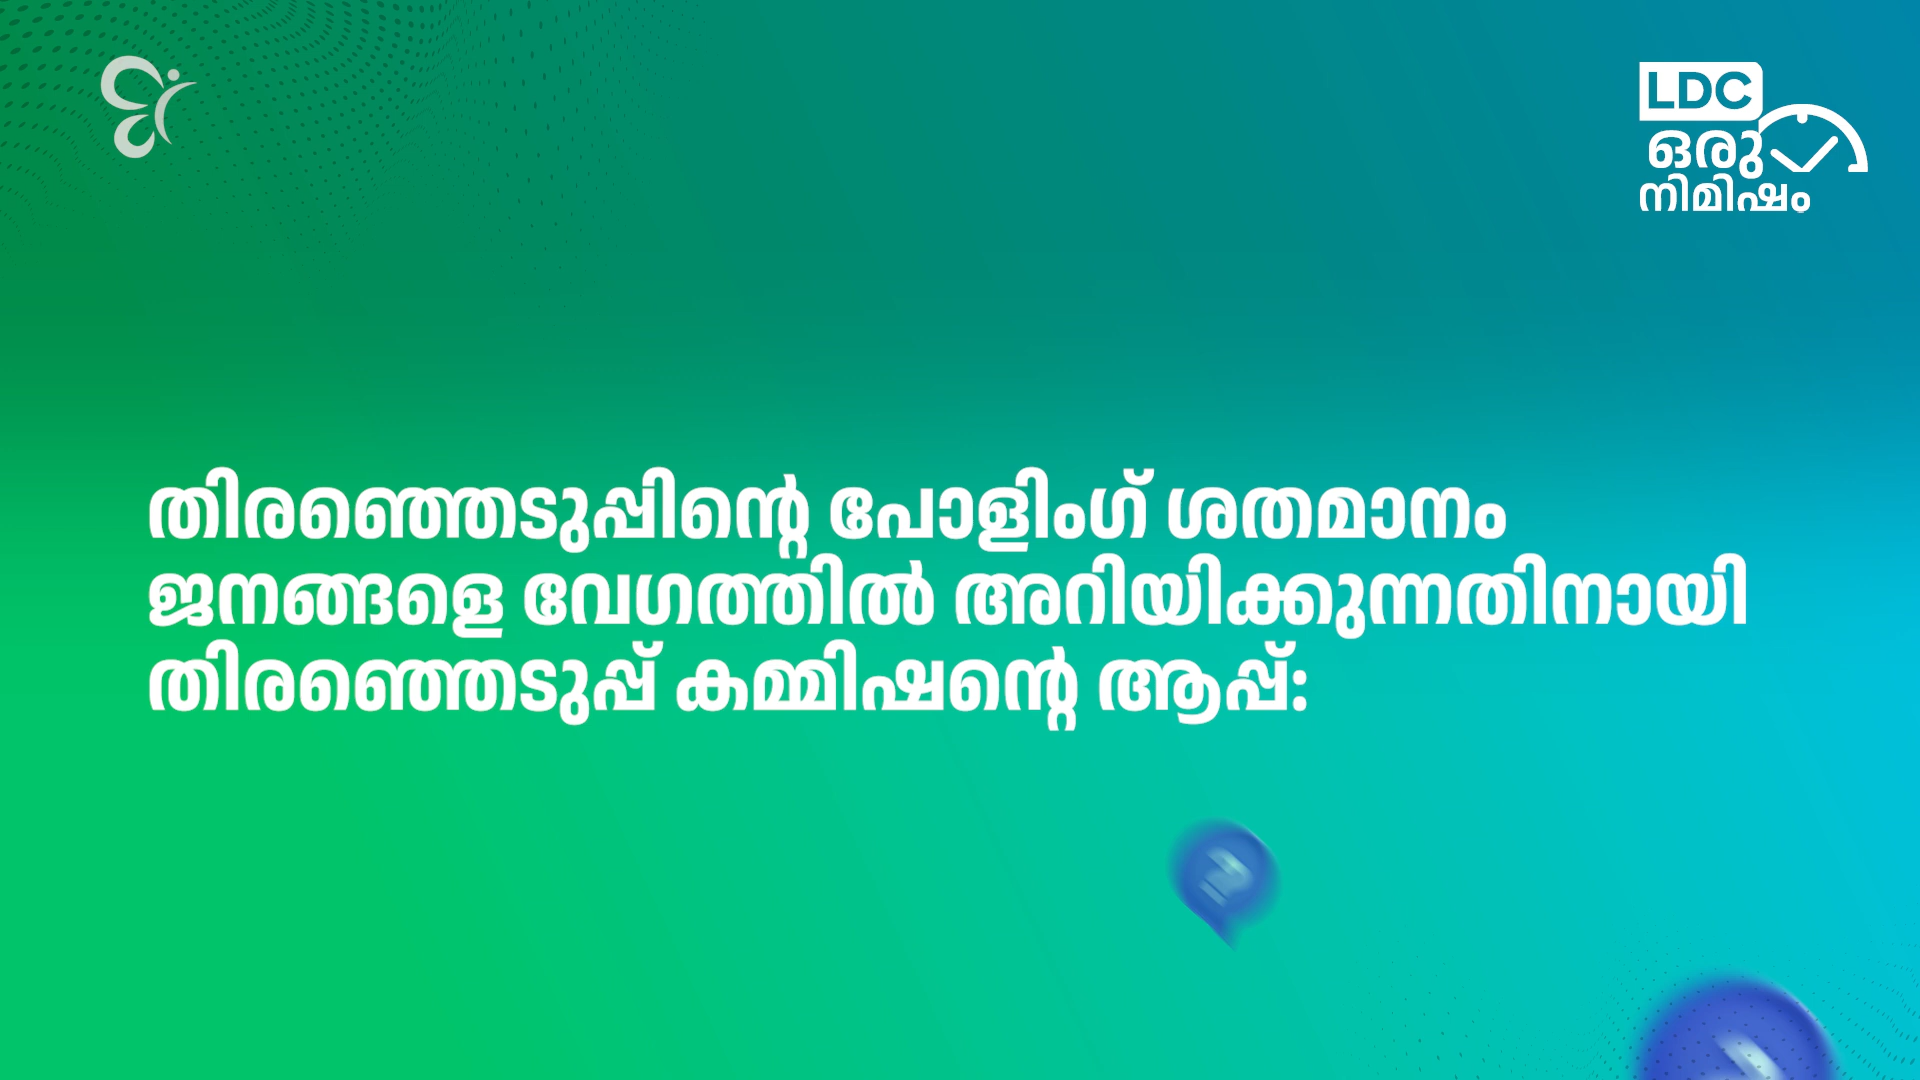 LDC
ഒരു
നിമിഷം
തിരഞ്ഞെടുപ്പിന്റെ പോളിംഗ് ശതമാനം
ജനങ്ങളെ വേഗത്തിൽ അറിയിക്കുന്നതിനായി
തിരഞ്ഞെടുപ്പ് കമ്മിഷന്റെ ആപ്പ്: